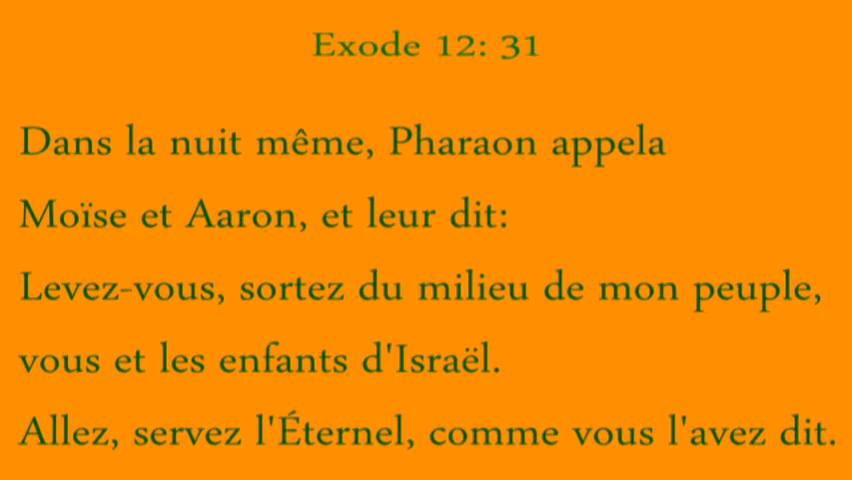 Exode 12: 31
Dans la nuit même, Pharaon appela
Moïse et Aaron, et leur dit:
Levez-vous, sortez du milieu de mon peuple,
vous et les enfants d'Israël.
Allez, servez l'Éternel, comme vous l'avez dit.